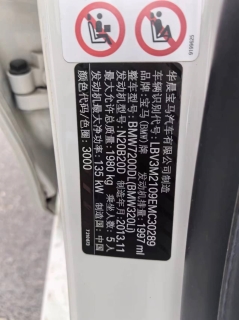 华晨宝马汽车有限公司制造
车辆识别代号: LBV3M2109EMC30289
品牌: 宝马(BMW)牌 发动机排量: 1997 ml
整车型号: BMW7200DL(BMW320Li)
发动机型号: N20B20D 制造年月: 2013.11
最大允许总质量: 1980 kg 乘坐人数: 5人
发动机最大净功率: 135 kW 制造国: 中国
颜色代码/色圈: 3000